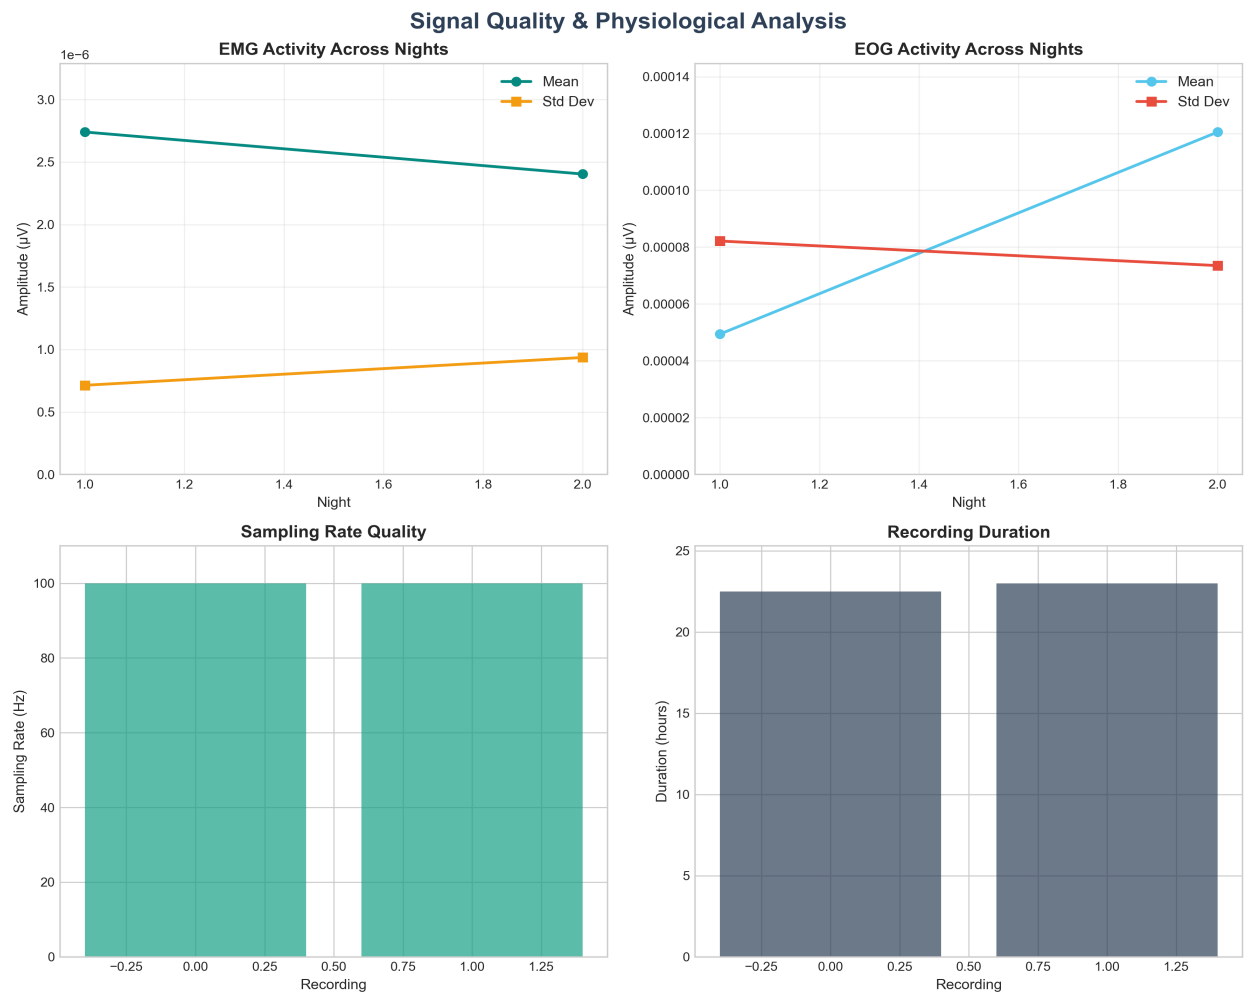 Signal Quality & Physiological Analysis
EMG Activity Across Nights
1e−6
Mean
Std Dev
3.0
2.5
2.0
1.5
1.0
0.5
0.0
Amplitude (µV)
1.0 1.2 1.4 1.6 1.8 2.0
Night
EOG Activity Across Nights
Mean
Std Dev
0.00014
0.00012
0.00010
0.00008
0.00006
0.00004
0.00002
0.00000
Amplitude (µV)
1.0 1.2 1.4 1.6 1.8 2.0
Night
Sampling Rate Quality
100
80
60
40
20
0
Sampling Rate (Hz)
−0.25 0.00 0.25 0.50 0.75 1.00 1.25
Recording
Recording Duration
25
20
15
10
5
0
Duration (hours)
−0.25 0.00 0.25 0.50 0.75 1.00 1.25
Recording